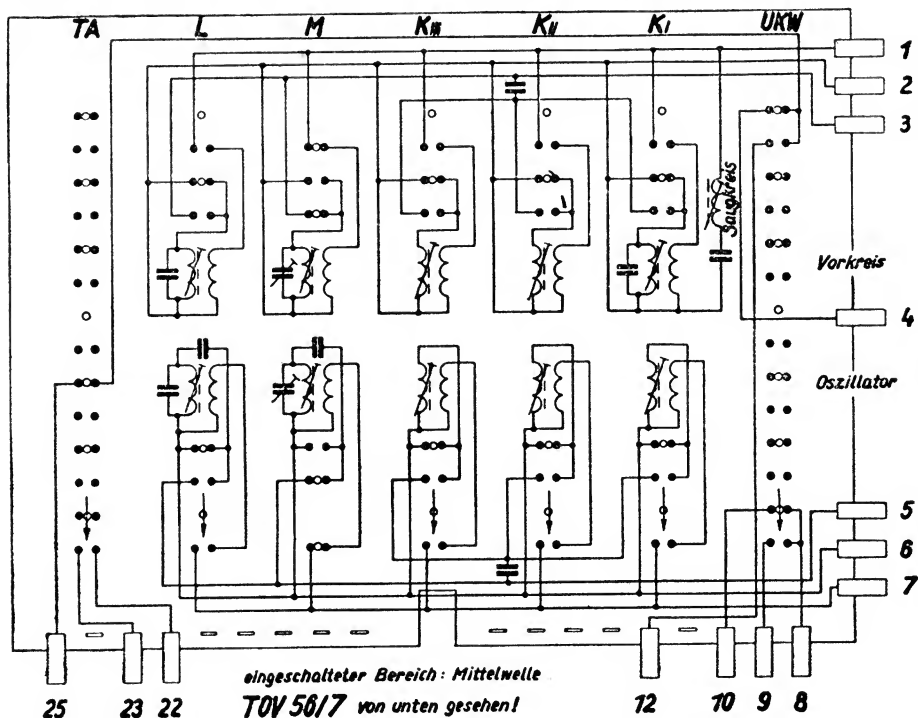 TA L M KIII KII KI UKW
1
2
3
Saugkreis
Vorkreis
4
Oszillator
5
6
7
25 23 22 12 10 9 8
eingeschalteter Bereich: Mittelwelle
TOV 56/7 von unten gesehen!